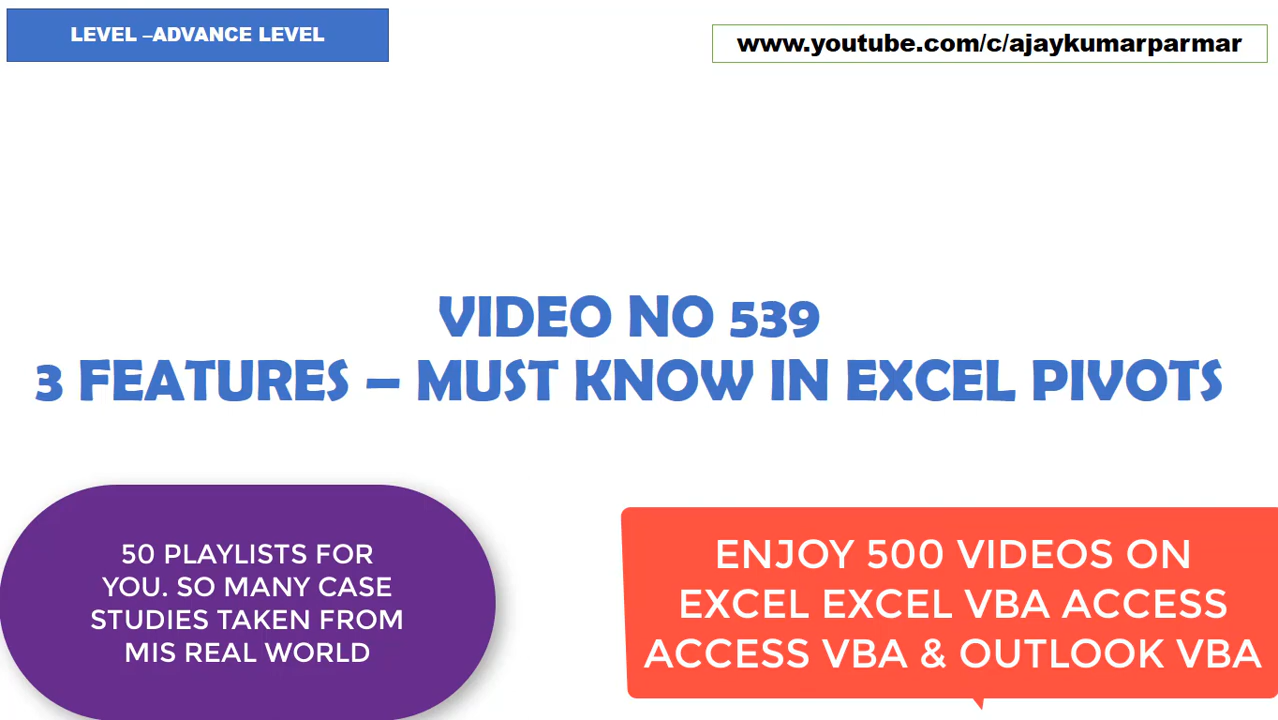 LEVEL –ADVANCE LEVEL
www.youtube.com/c/ajaykumarparmar
VIDEO NO 539
3 FEATURES – MUST KNOW IN EXCEL PIVOTS
50 PLAYLISTS FOR
YOU. SO MANY CASE
STUDIES TAKEN FROM
MIS REAL WORLD
ENJOY 500 VIDEOS ON
EXCEL EXCEL VBA ACCESS
ACCESS VBA & OUTLOOK VBA